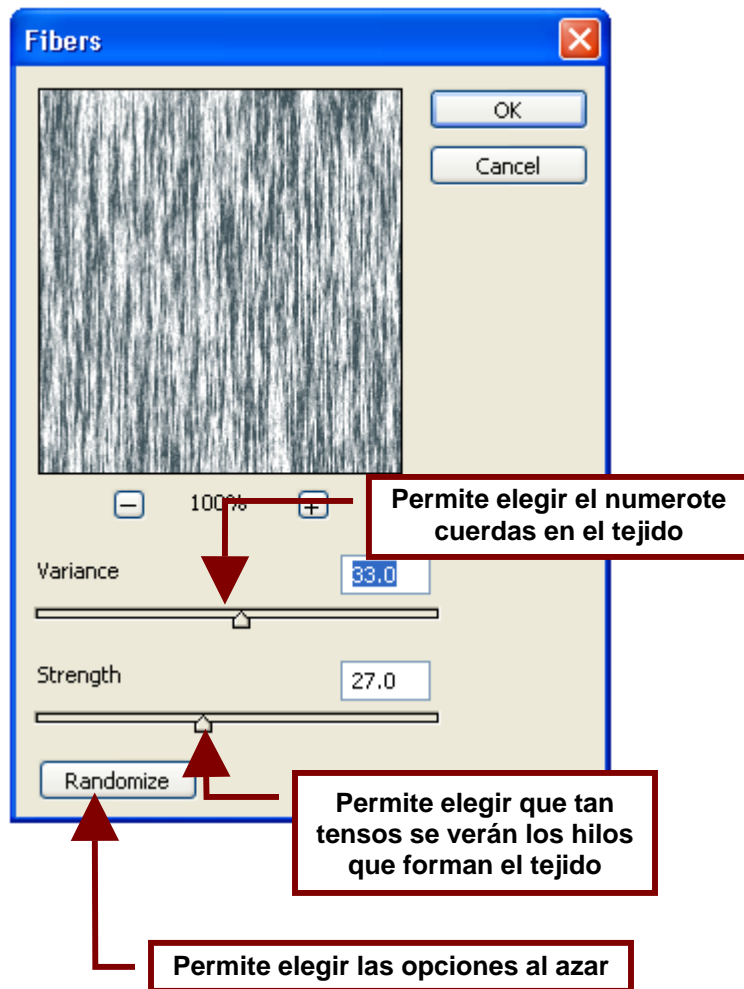 Fibers
OK
Cancel
100%
Permite elegir el numerote
cuerdas en el tejido
Variance
33.0
Strength
27.0
Randomize
Permite elegir que tan
tensos se verán los hilos
que forman el tejido
Permite elegir las opciones al azar